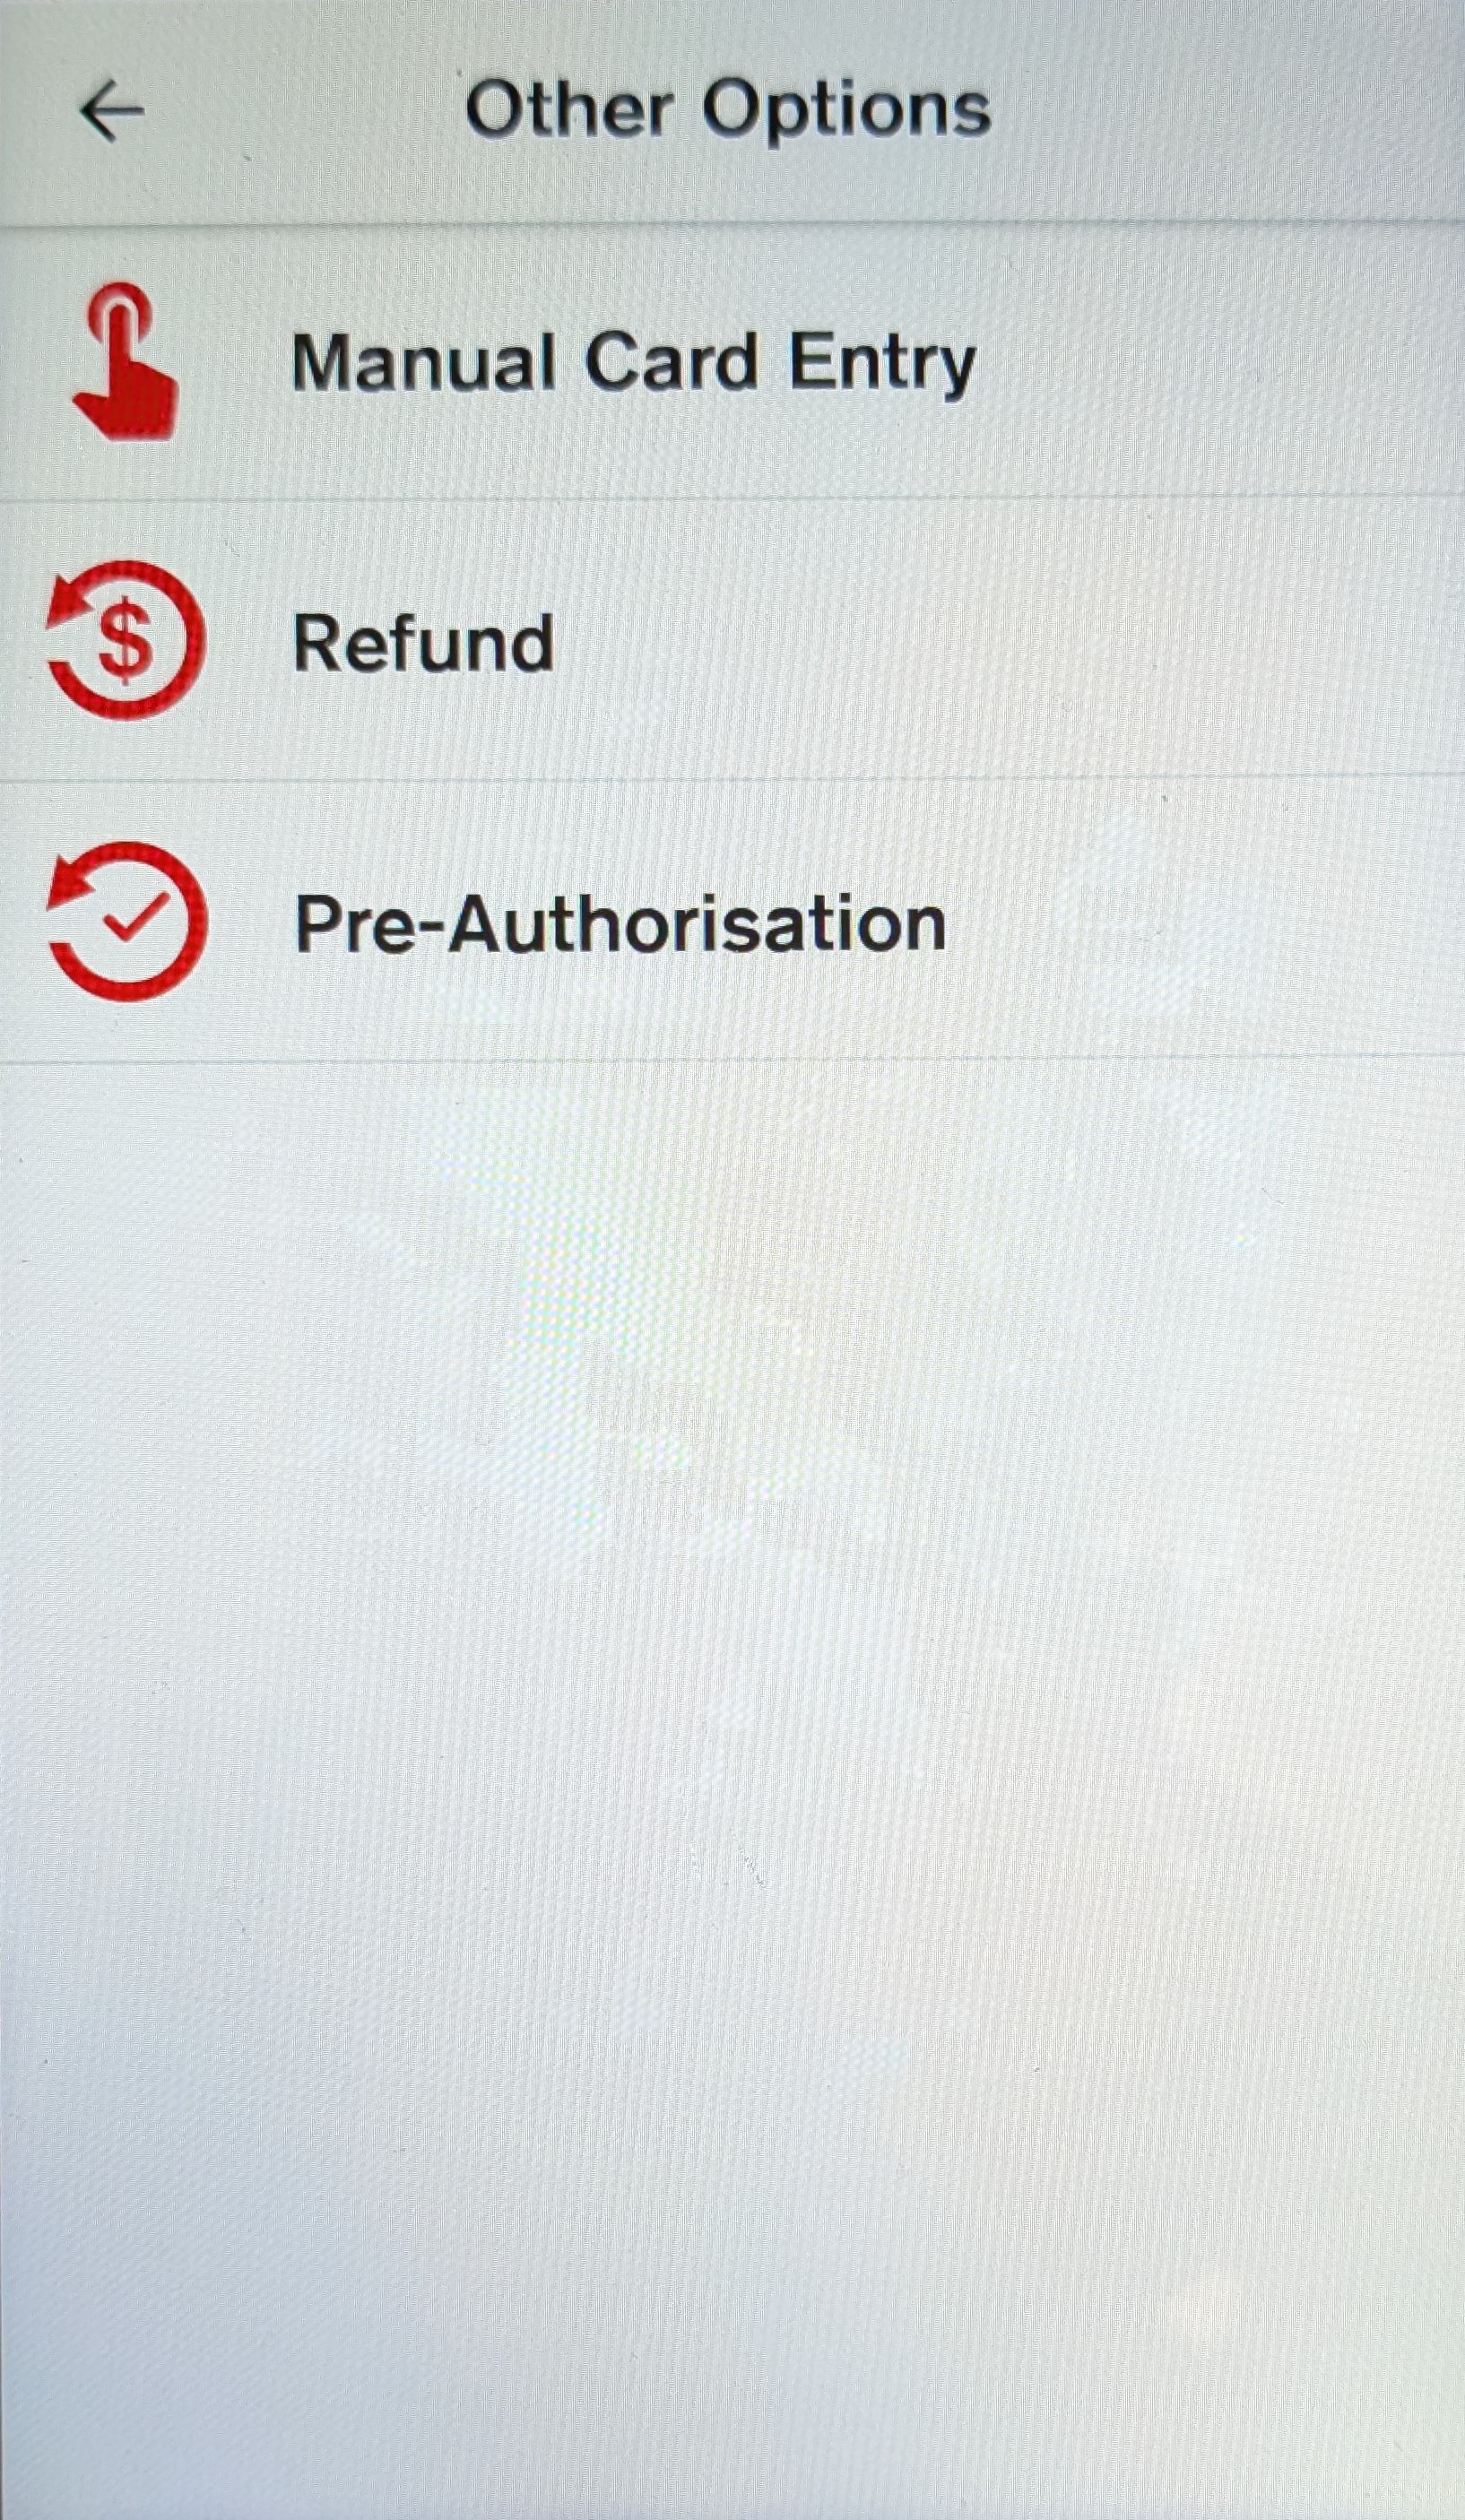 Other Options
Manual Card Entry
$
Refund
Pre-Authorisation